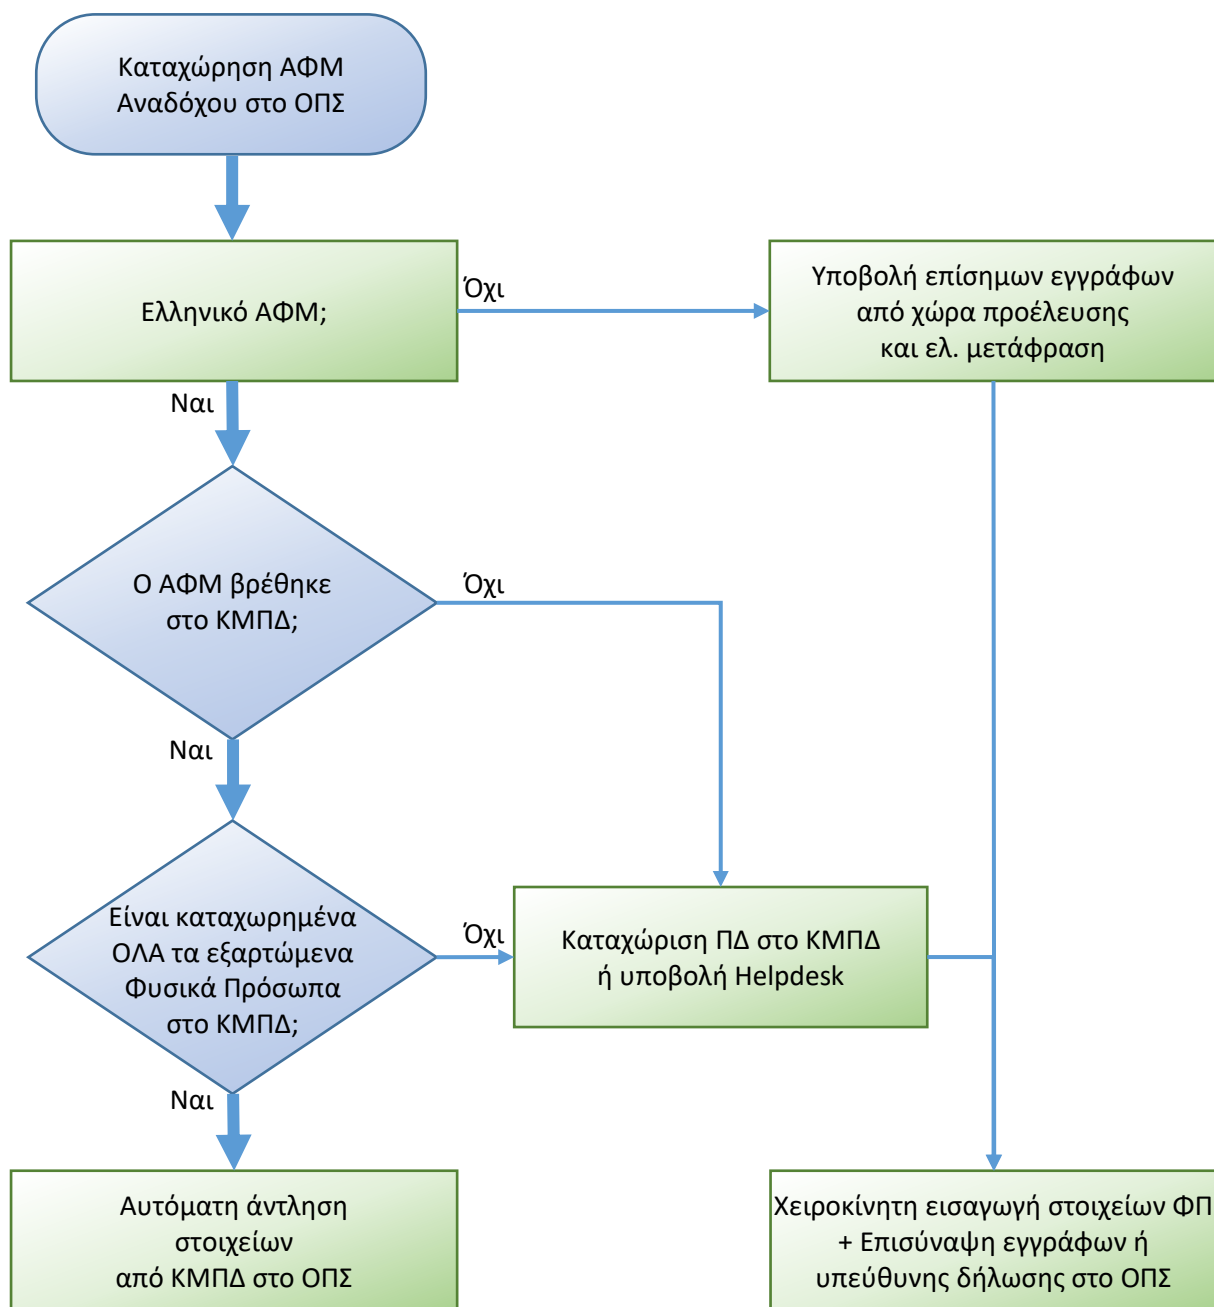 Καταχώρηση ΑΦΜ
Αναδόχου στο ΟΠΣ
Ελληνικό ΑΦΜ;
Όχι
Υποβολή επίσημων εγγράφων
από χώρα προέλευσης
και ελ. μετάφραση
Ναι
Ο ΑΦΜ βρέθηκε
στο ΚΜΠΔ;
Όχι
Ναι
Είναι καταχωρημένα
ΟΛΑ τα εξαρτώμενα
Φυσικά Πρόσωπα
στο ΚΜΠΔ;
Όχι
Καταχώριση ΠΔ στο ΚΜΠΔ
ή υποβολή Helpdesk
Ναι
Αυτόματη άντληση
στοιχείων
από ΚΜΠΔ στο ΟΠΣ
Χειροκίνητη εισαγωγή στοιχείων ΦΠ
+ Επισύναψη εγγράφων ή
υπεύθυνης δήλωσης στο ΟΠΣ